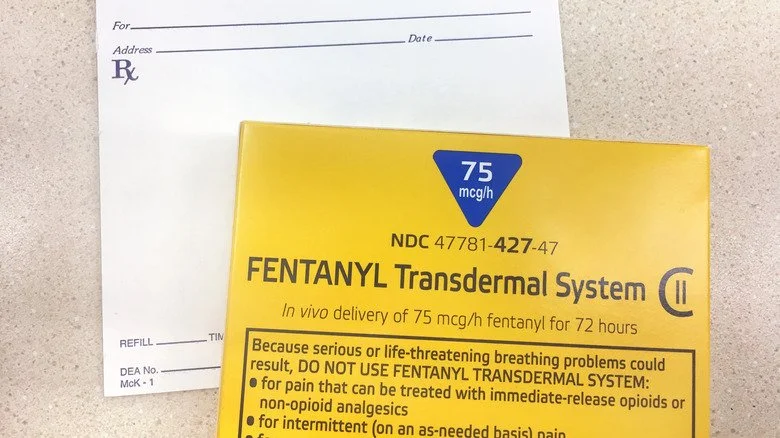 For
Address Date
Rx
75
mcg/h
NDC 47781-427-47
FENTANYL Transdermal System CII
In vivo delivery of 75 mcg/h fentanyl for 72 hours
Because serious or life-threatening breathing problems could
result, DO NOT USE FENTANYL TRANSDERMAL SYSTEM:
• for pain that can be treated with immediate-release opioids or
non-opioid analgesics
• for intermittent (on an as-needed basis) pain
REFILL TIM
DEA No.
McK - 1